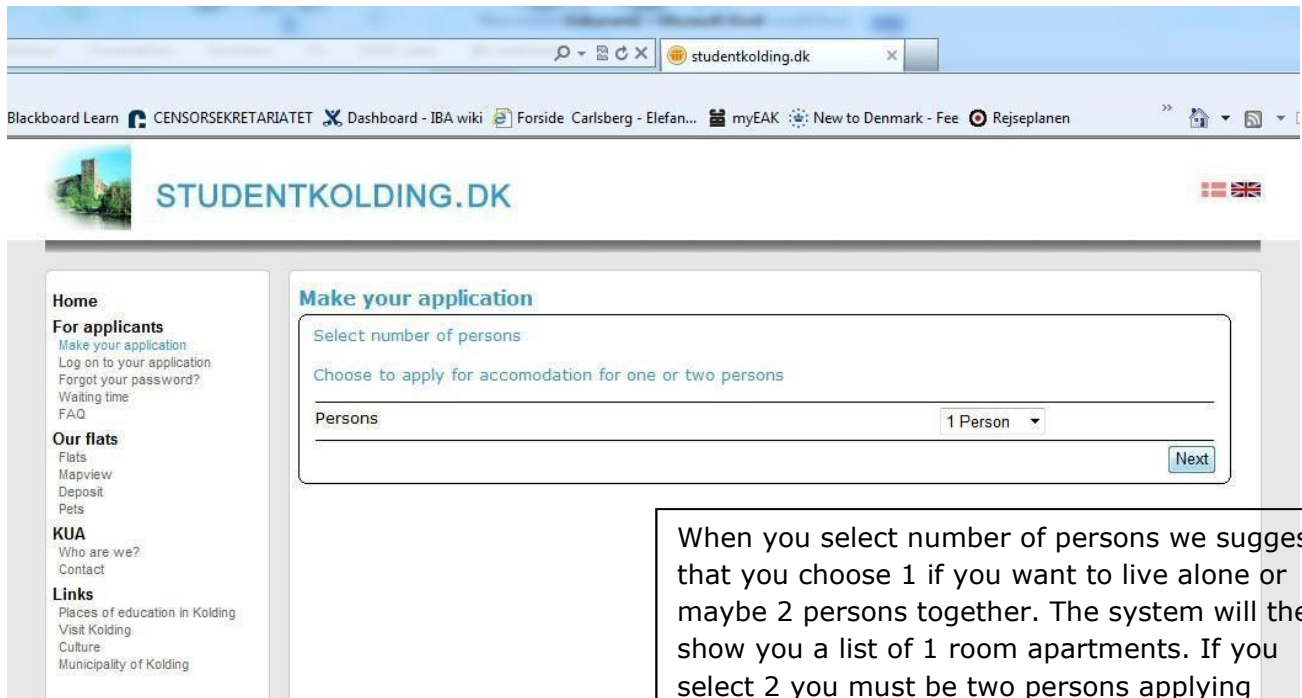 studentkolding.dk
Blackboard Learn CENSORSEKRETARIATET Dashboard - IBA wiki Forside Carlsberg - Elefan... myEAK New to Denmark - Fee Rejseplanen
STUDENTKOLDING.DK
Home
For applicants
Make your application
Log on to your application
Forgot your password?
Waiting time
FAQ
Our flats
Flats
Mapview
Deposit
Pets
KUA
Who are we?
Contact
Links
Places of education in Kolding
Visit Kolding
Culture
Municipality of Kolding
Make your application
Select number of persons
Choose to apply for accomodation for one or two persons
Persons 1 Person
Next
When you select number of persons we sugges
that you choose 1 if you want to live alone or
maybe 2 persons together. The system will the
show you a list of 1 room apartments. If you
select 2 you must be two persons applying